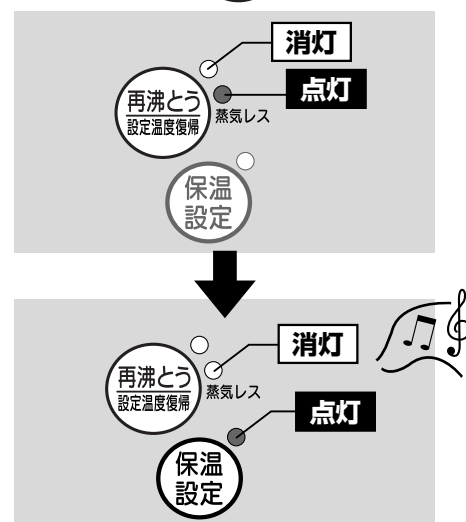 消灯
点灯
再沸とう
設定温度復帰
蒸気レス
保温
設定
消灯
再沸とう
設定温度復帰
蒸気レス
点灯
保温
設定